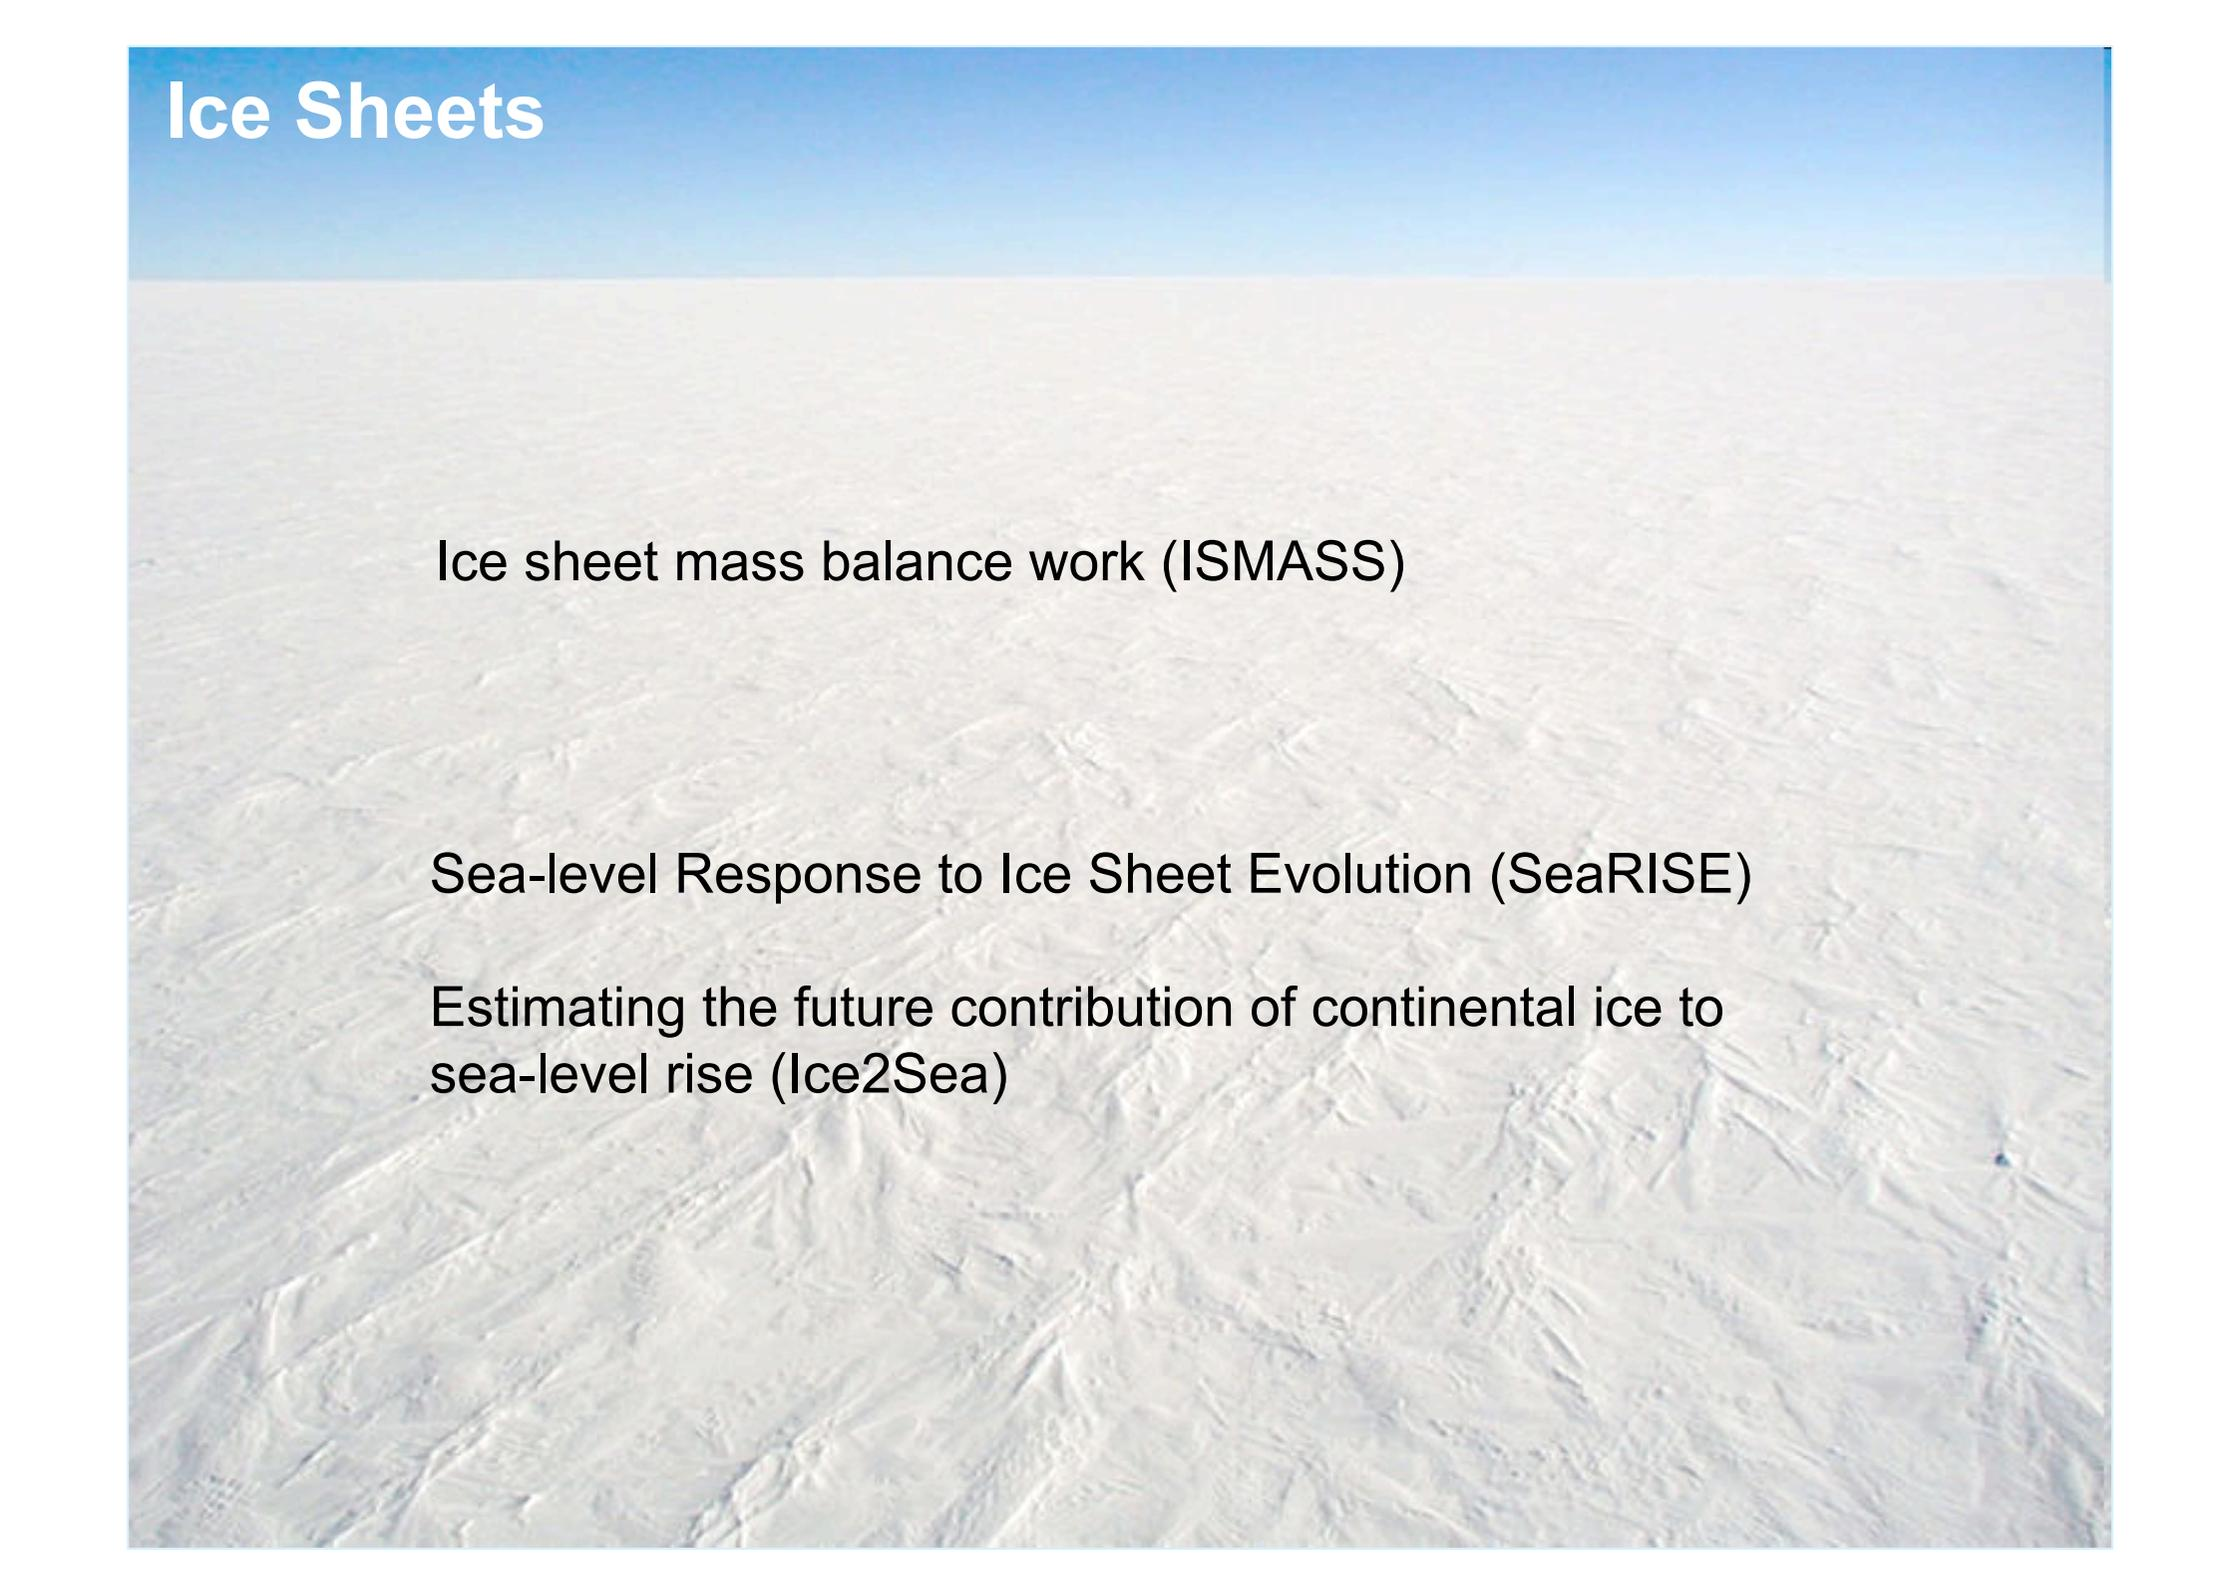 Ice Sheets
Ice sheet mass balance work (ISMASS)
Sea-level Response to Ice Sheet Evolution (SeaRISE)
Estimating the future contribution of continental ice to
sea-level rise (Ice2Sea)